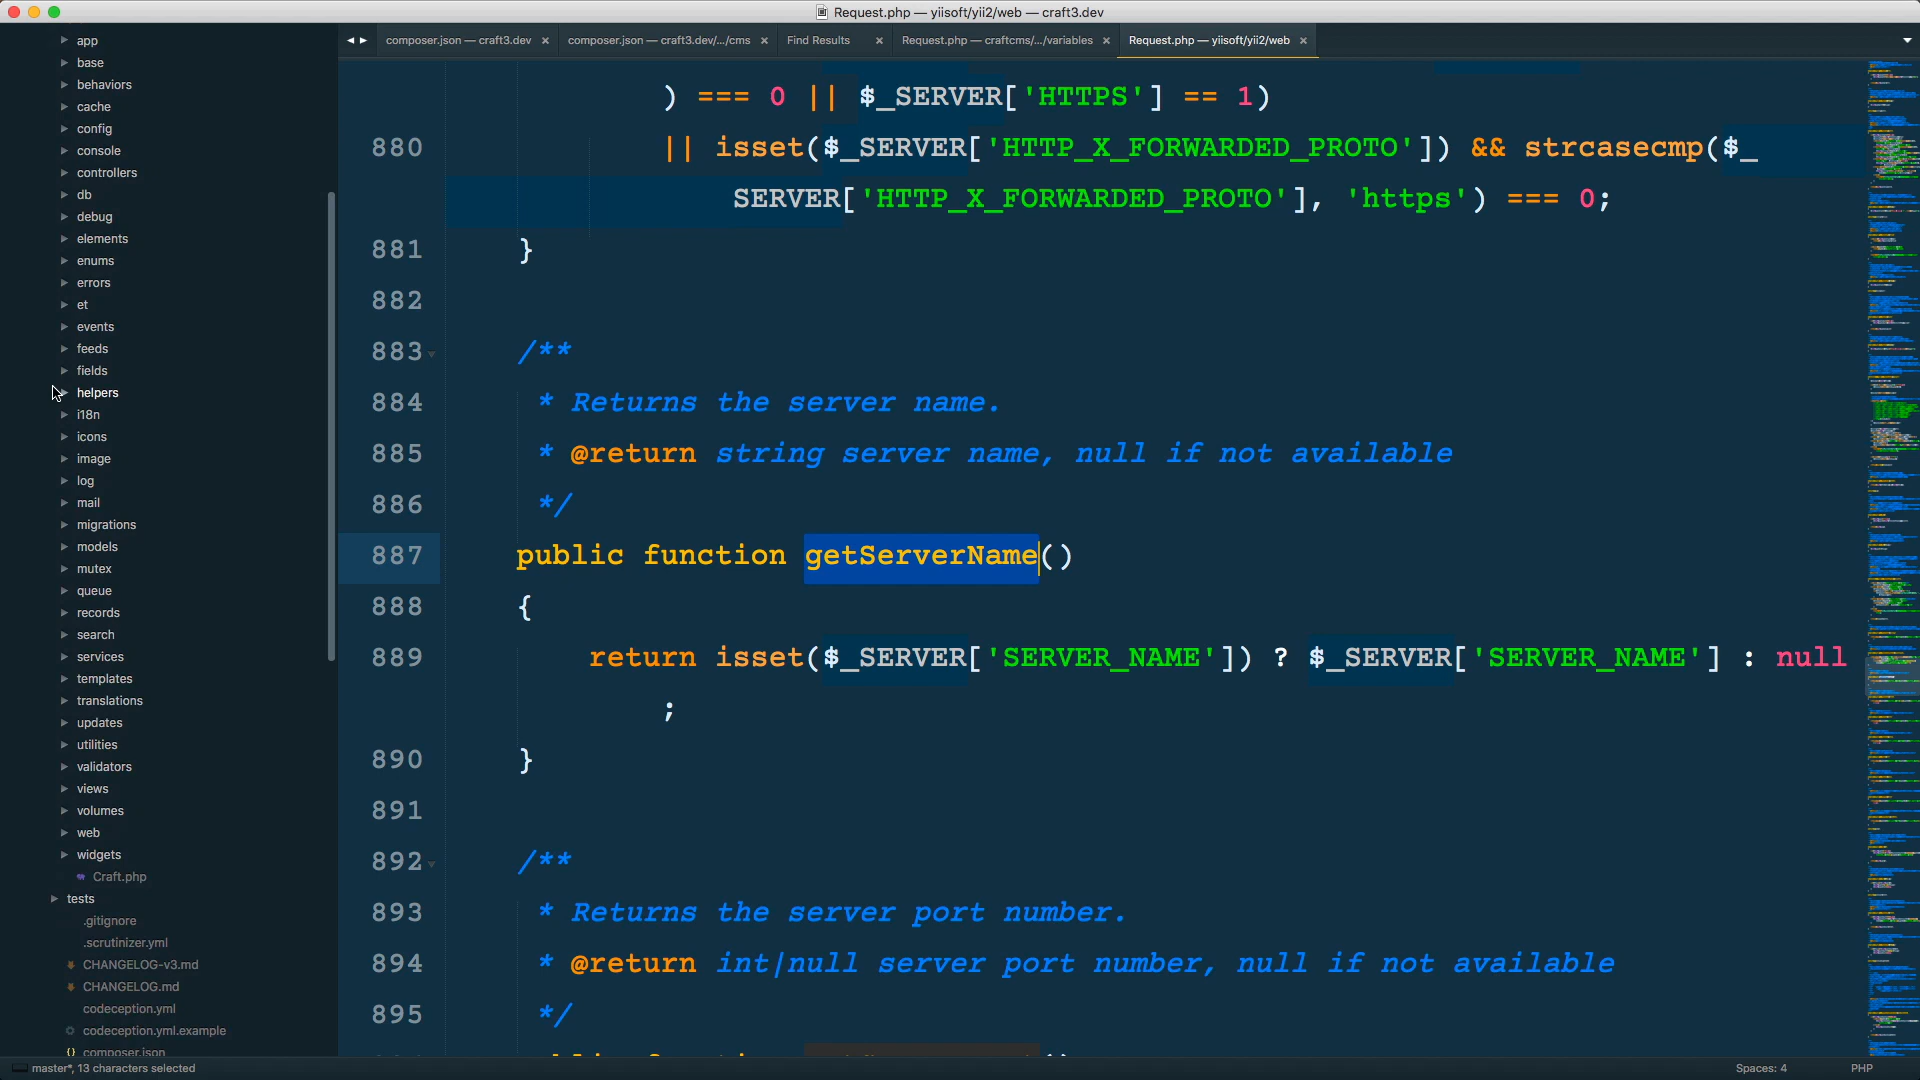 Request.php — yiisoft/yii2/web — craft3.dev
composer.json — craft3.dev
composer.json — craft3.dev/.../cms
Find Results
Request.php — craftcms/.../variables
Request.php — yiisoft/yii2/web
app
base
behaviors
cache
config
console
controllers
db
debug
elements
enums
errors
et
events
feeds
fields
helpers
i18n
icons
image
log
mail
migrations
models
mutex
queue
records
search
services
templates
translations
updates
utilities
validators
views
volumes
web
widgets
Craft.php
tests
.gitignore
.scrutinizer.yml
CHANGELOG-v3.md
CHANGELOG.md
codeception.yml
codeception.yml.example
composer.json
) === 0 || $_SERVER['HTTPS'] == 1)
880 || isset($_SERVER['HTTP_X_FORWARDED_PROTO']) && strcasecmp($_
SERVER['HTTP_X_FORWARDED_PROTO'], 'https') === 0;
881 }
882
883 /**
884 * Returns the server name.
885 * @return string server name, null if not available
886 */
887 public function getServerName()
888 {
889 return isset($_SERVER['SERVER_NAME']) ? $_SERVER['SERVER_NAME'] : null
;
890 }
891
892 /**
893 * Returns the server port number.
894 * @return int|null server port number, null if not available
895 */
master*, 13 characters selected
Spaces: 4
PHP